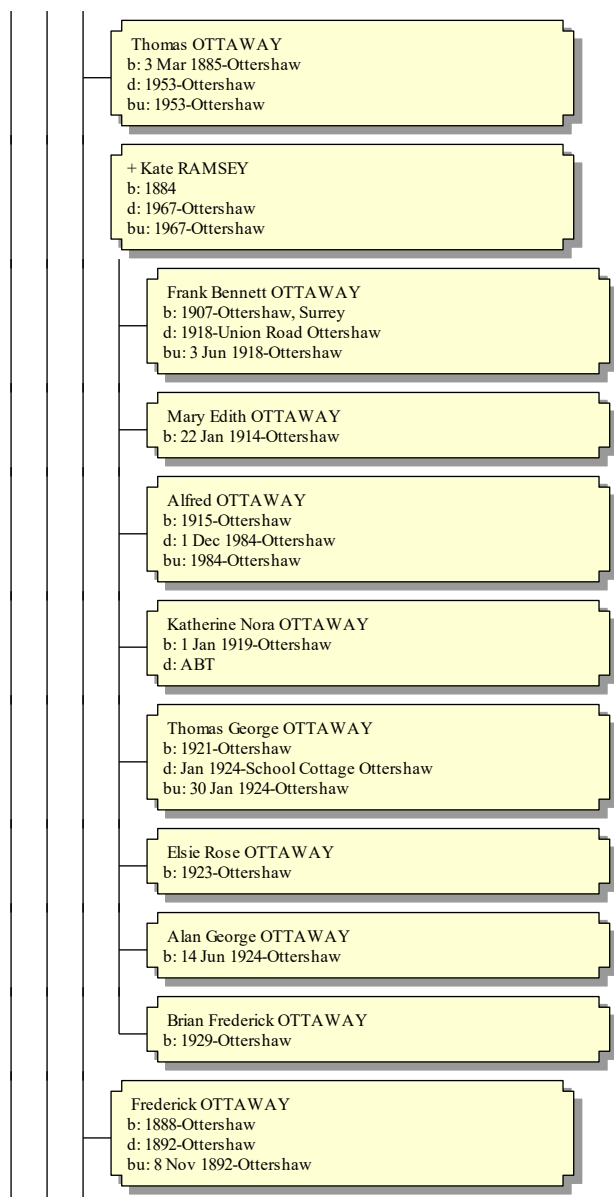 Thomas OTTAWAY
b: 3 Mar 1885-Ottershaw
d: 1953-Ottershaw
bu: 1953-Ottershaw
+ Kate RAMSEY
b: 1884
d: 1967-Ottershaw
bu: 1967-Ottershaw
Frank Bennett OTTAWAY
b: 1907-Ottershaw, Surrey
d: 1918-Union Road Ottershaw
bu: 3 Jun 1918-Ottershaw
Mary Edith OTTAWAY
b: 22 Jan 1914-Ottershaw
Alfred OTTAWAY
b: 1915-Ottershaw
d: 1 Dec 1984-Ottershaw
bu: 1984-Ottershaw
Katherine Nora OTTAWAY
b: 1 Jan 1919-Ottershaw
d: ABT
Thomas George OTTAWAY
b: 1921-Ottershaw
d: Jan 1924-School Cottage Ottershaw
bu: 30 Jan 1924-Ottershaw
Elsie Rose OTTAWAY
b: 1923-Ottershaw
Alan George OTTAWAY
b: 14 Jun 1924-Ottershaw
Brian Frederick OTTAWAY
b: 1929-Ottershaw
Frederick OTTAWAY
b: 1888-Ottershaw
d: 1892-Ottershaw
bu: 8 Nov 1892-Ottershaw